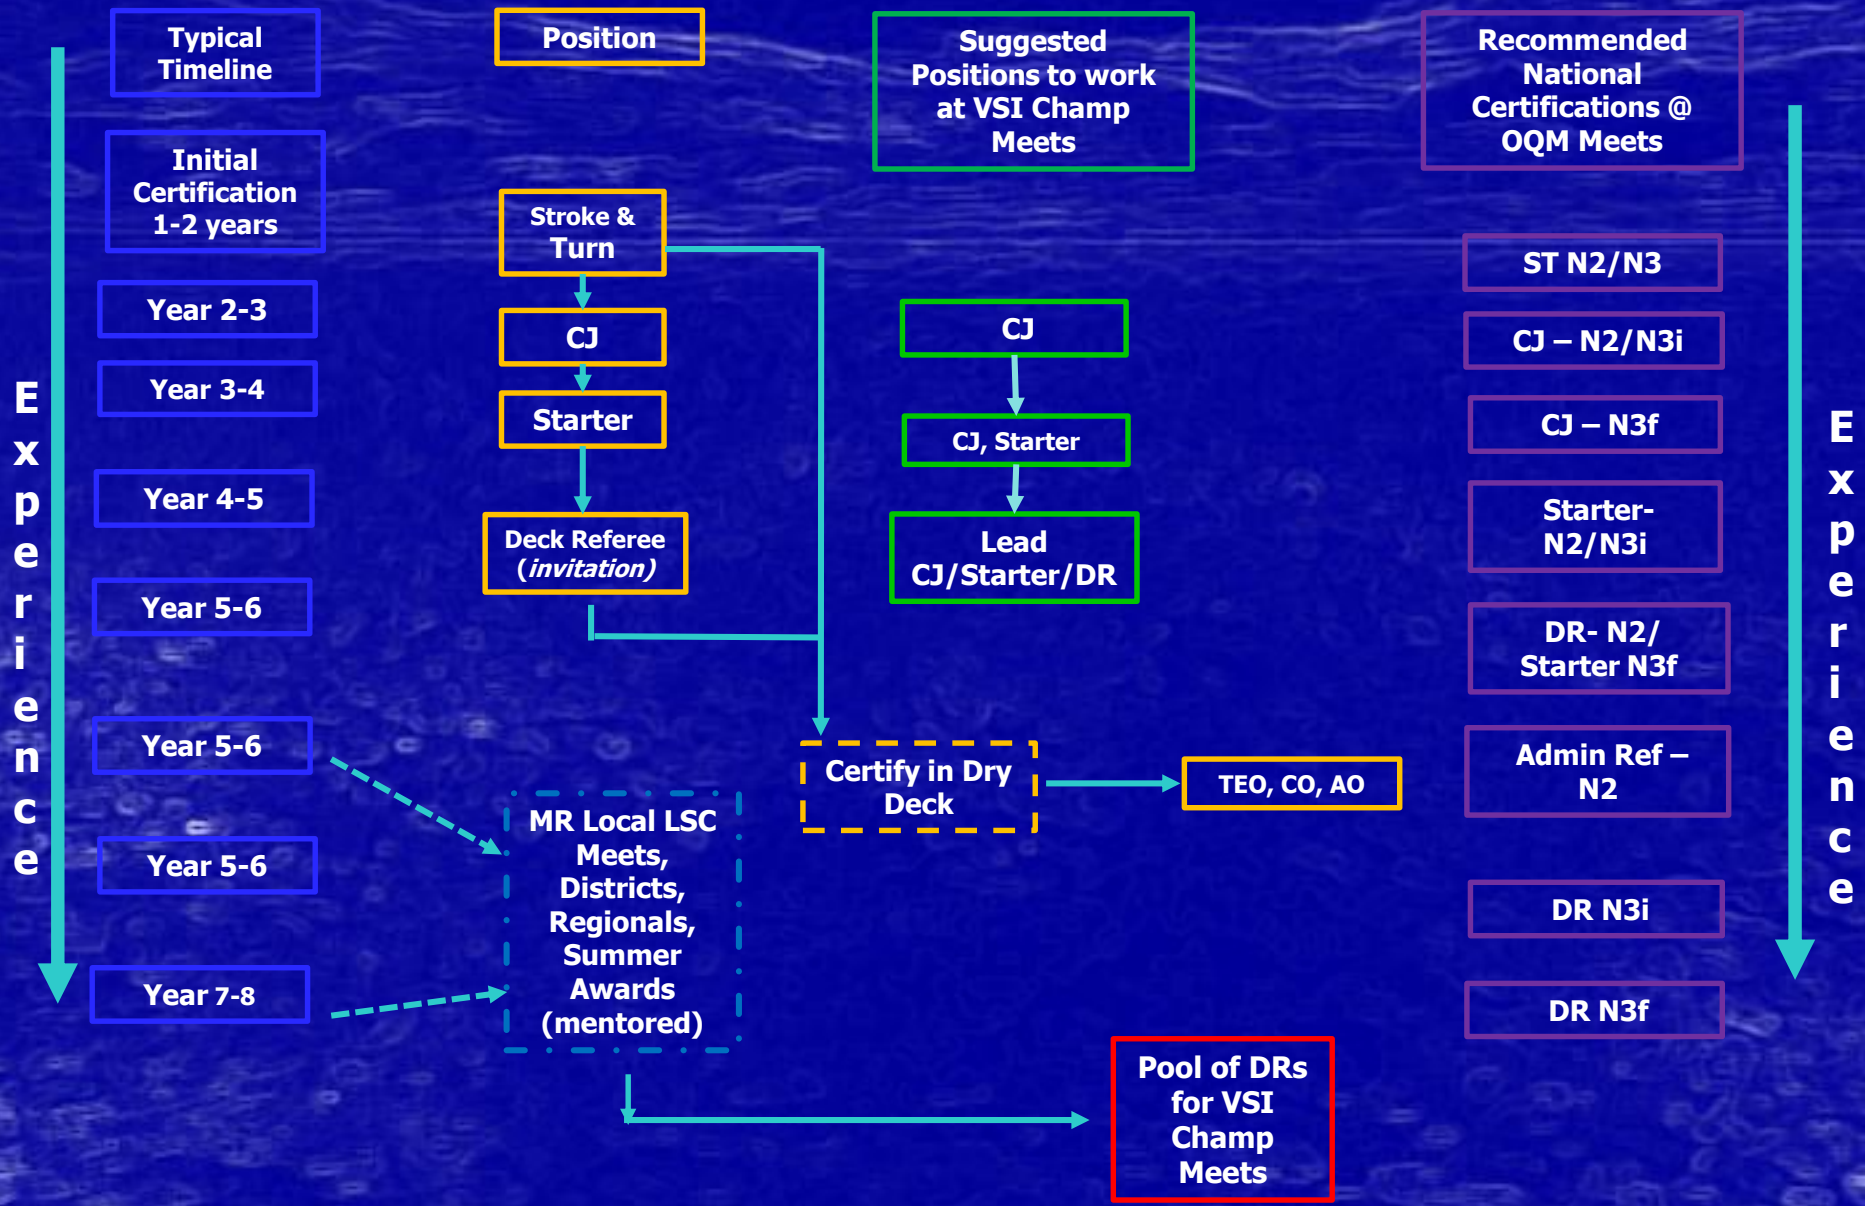 Typical
Timeline
Initial
Certification
1-2 years
Year 2-3
Year 3-4
Year 4-5
Year 5-6
Year 5-6
Year 5-6
Year 7-8
Experience
Position
Stroke &
Turn
CJ
Starter
Deck Referee
(invitation)
MR Local LSC
Meets,
Districts,
Regionals,
Summer
Awards
(mentored)
Suggested
Positions to work
at VSI Champ
Meets
CJ
CJ, Starter
Lead
CJ/Starter/DR
Certify in Dry
Deck
TEO, CO, AO
Pool of DRs
for VSI
Champ
Meets
Recommended
National
Certifications @
OQM Meets
ST N2/N3
CJ – N2/N3i
CJ – N3f
Starter-
N2/N3i
DR- N2/
Starter N3f
Admin Ref –
N2
DR N3i
DR N3f
Experience